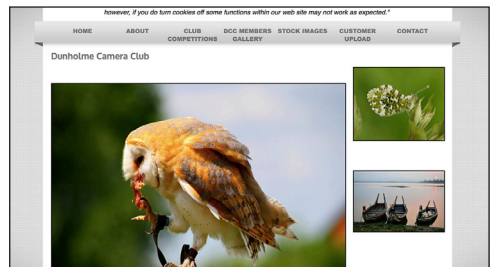 however, if you do turn cookies off some functions within our web site may not work as expected."
HOME ABOUT CLUB COMPETITIONS DCC MEMBERS GALLERY STOCK IMAGES CUSTOMER UPLOAD CONTACT
Dunholme Camera Club